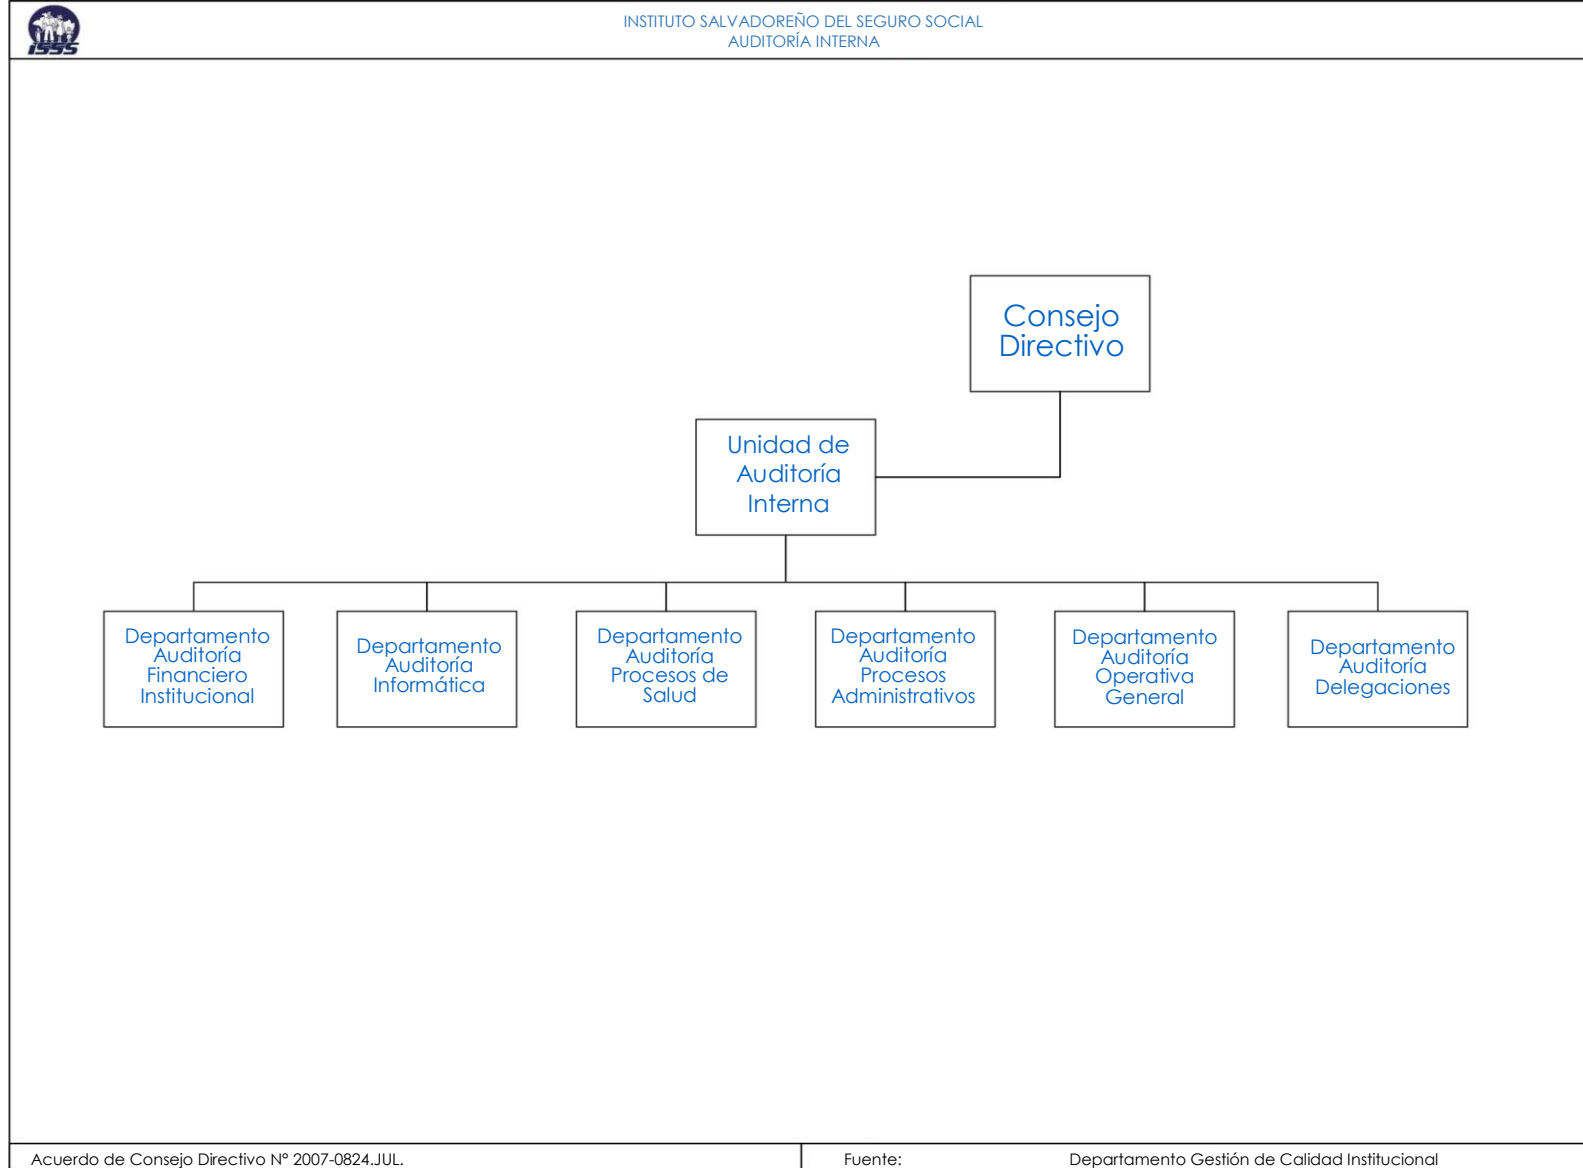 ISSS
INSTITUTO SALVADOREÑO DEL SEGURO SOCIAL
AUDITORÍA INTERNA
Consejo
Directivo
Unidad de
Auditoría
Interna
Departamento
Auditoría
Financiero
Institucional
Departamento
Auditoría
Informática
Departamento
Auditoría
Procesos de
Salud
Departamento
Auditoría
Procesos
Administrativos
Departamento
Auditoría
Operativa
General
Departamento
Auditoría
Delegaciones
Acuerdo de Consejo Directivo Nº 2007-0824.JUL.
Fuente: Departamento Gestión de Calidad Institucional